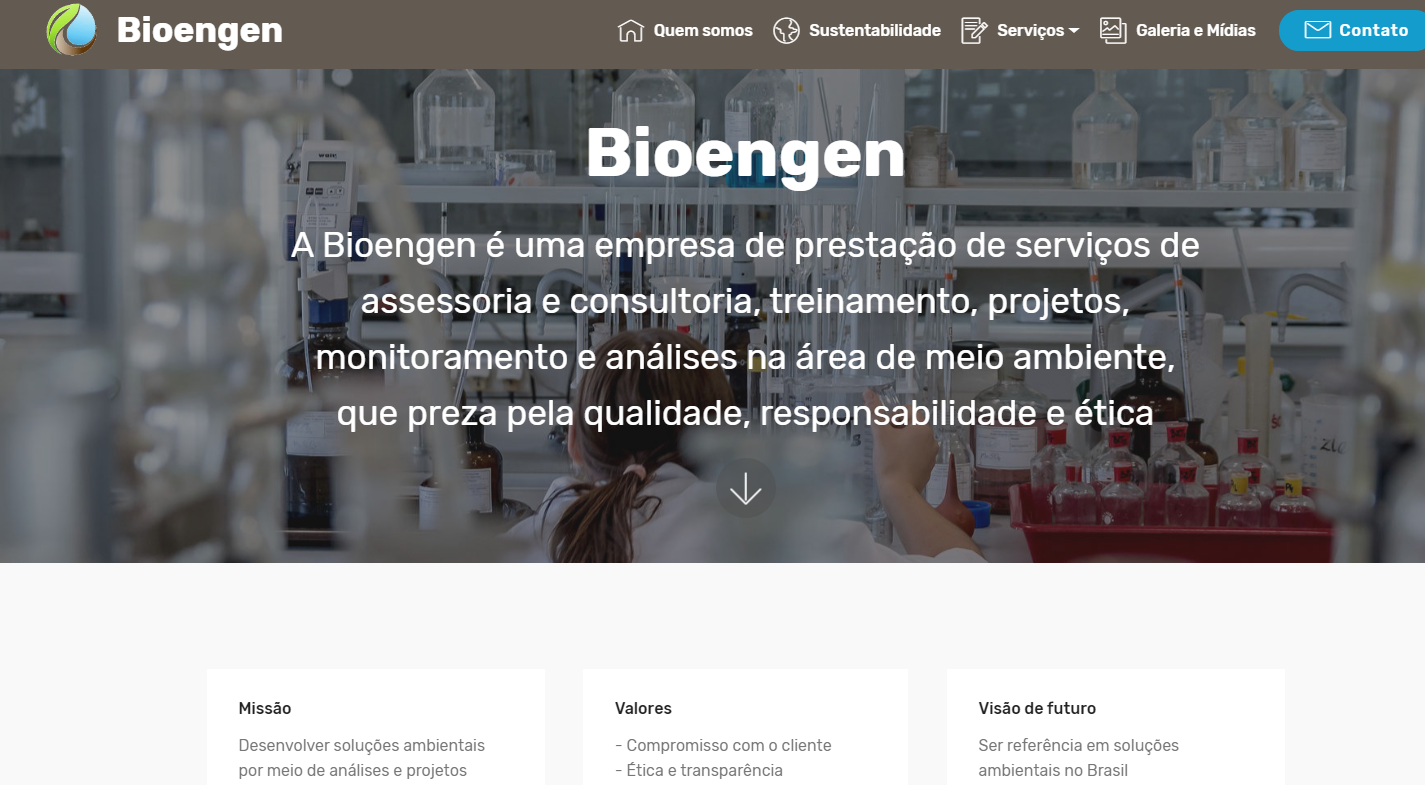 Bioengen
Quem somos
Sustentabilidade
Serviços
Galeria e Mídias
Contato
Bioengen
A Bioengen é uma empresa de prestação de serviços de
assessoria e consultoria, treinamento, projetos,
monitoramento e análises na área de meio ambiente,
que preza pela qualidade, responsabilidade e ética
Missão
Desenvolver soluções ambientais
por meio de análises e projetos
Valores
- Compromisso com o cliente
- Ética e transparência
Visão de futuro
Ser referência em soluções
ambientais no Brasil